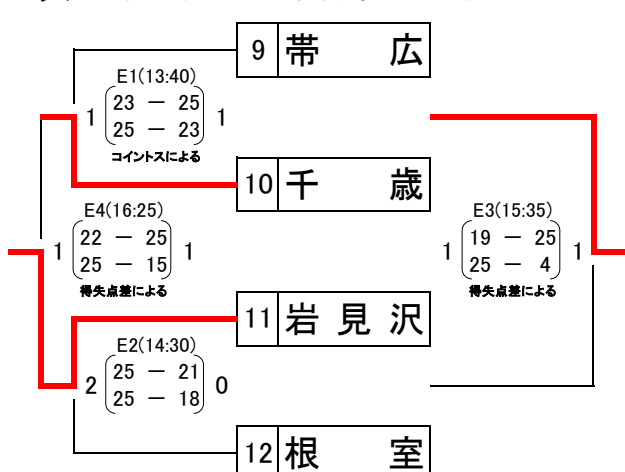 9 帯 広
E1(13:40)
1 23 － 25 1
25 － 23
コイントスによる
10 千 歳
E4(16:25)
1 22 － 25 1
25 － 15
得失点差による
E3(15:35)
1 19 － 25 1
25 － 4
得失点差による
11 岩 見 沢
E2(14:30)
2 25 － 21 0
25 － 18
12 根 室